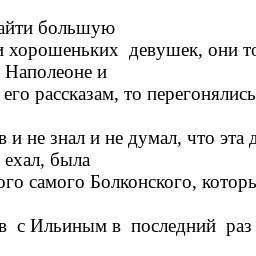 айти большую
и хорошеньких девушек, они то
Наполеоне и
его рассказам, то перегонялись
в и не знал и не думал, что эта д
ехал, была
ого самого Болконского, которы
в с Ильиным в последний раз